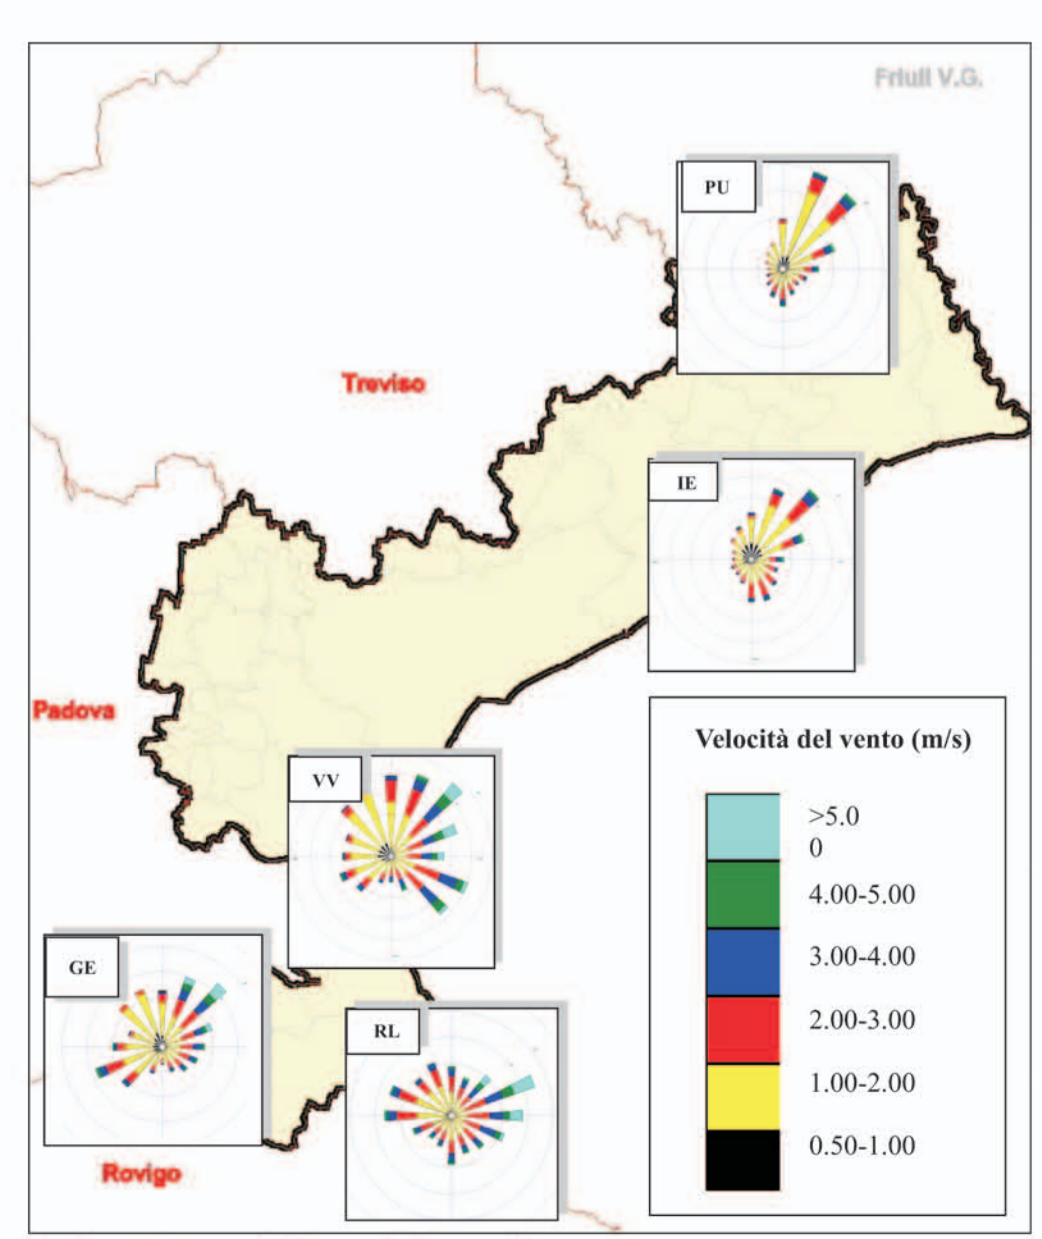 Friuli V.G.
PU
Treviso
IE
Padova
Velocità del vento (m/s)
VV
>5.0
0
4.00-5.00
3.00-4.00
GE
2.00-3.00
RL
1.00-2.00
0.50-1.00
Rovigo